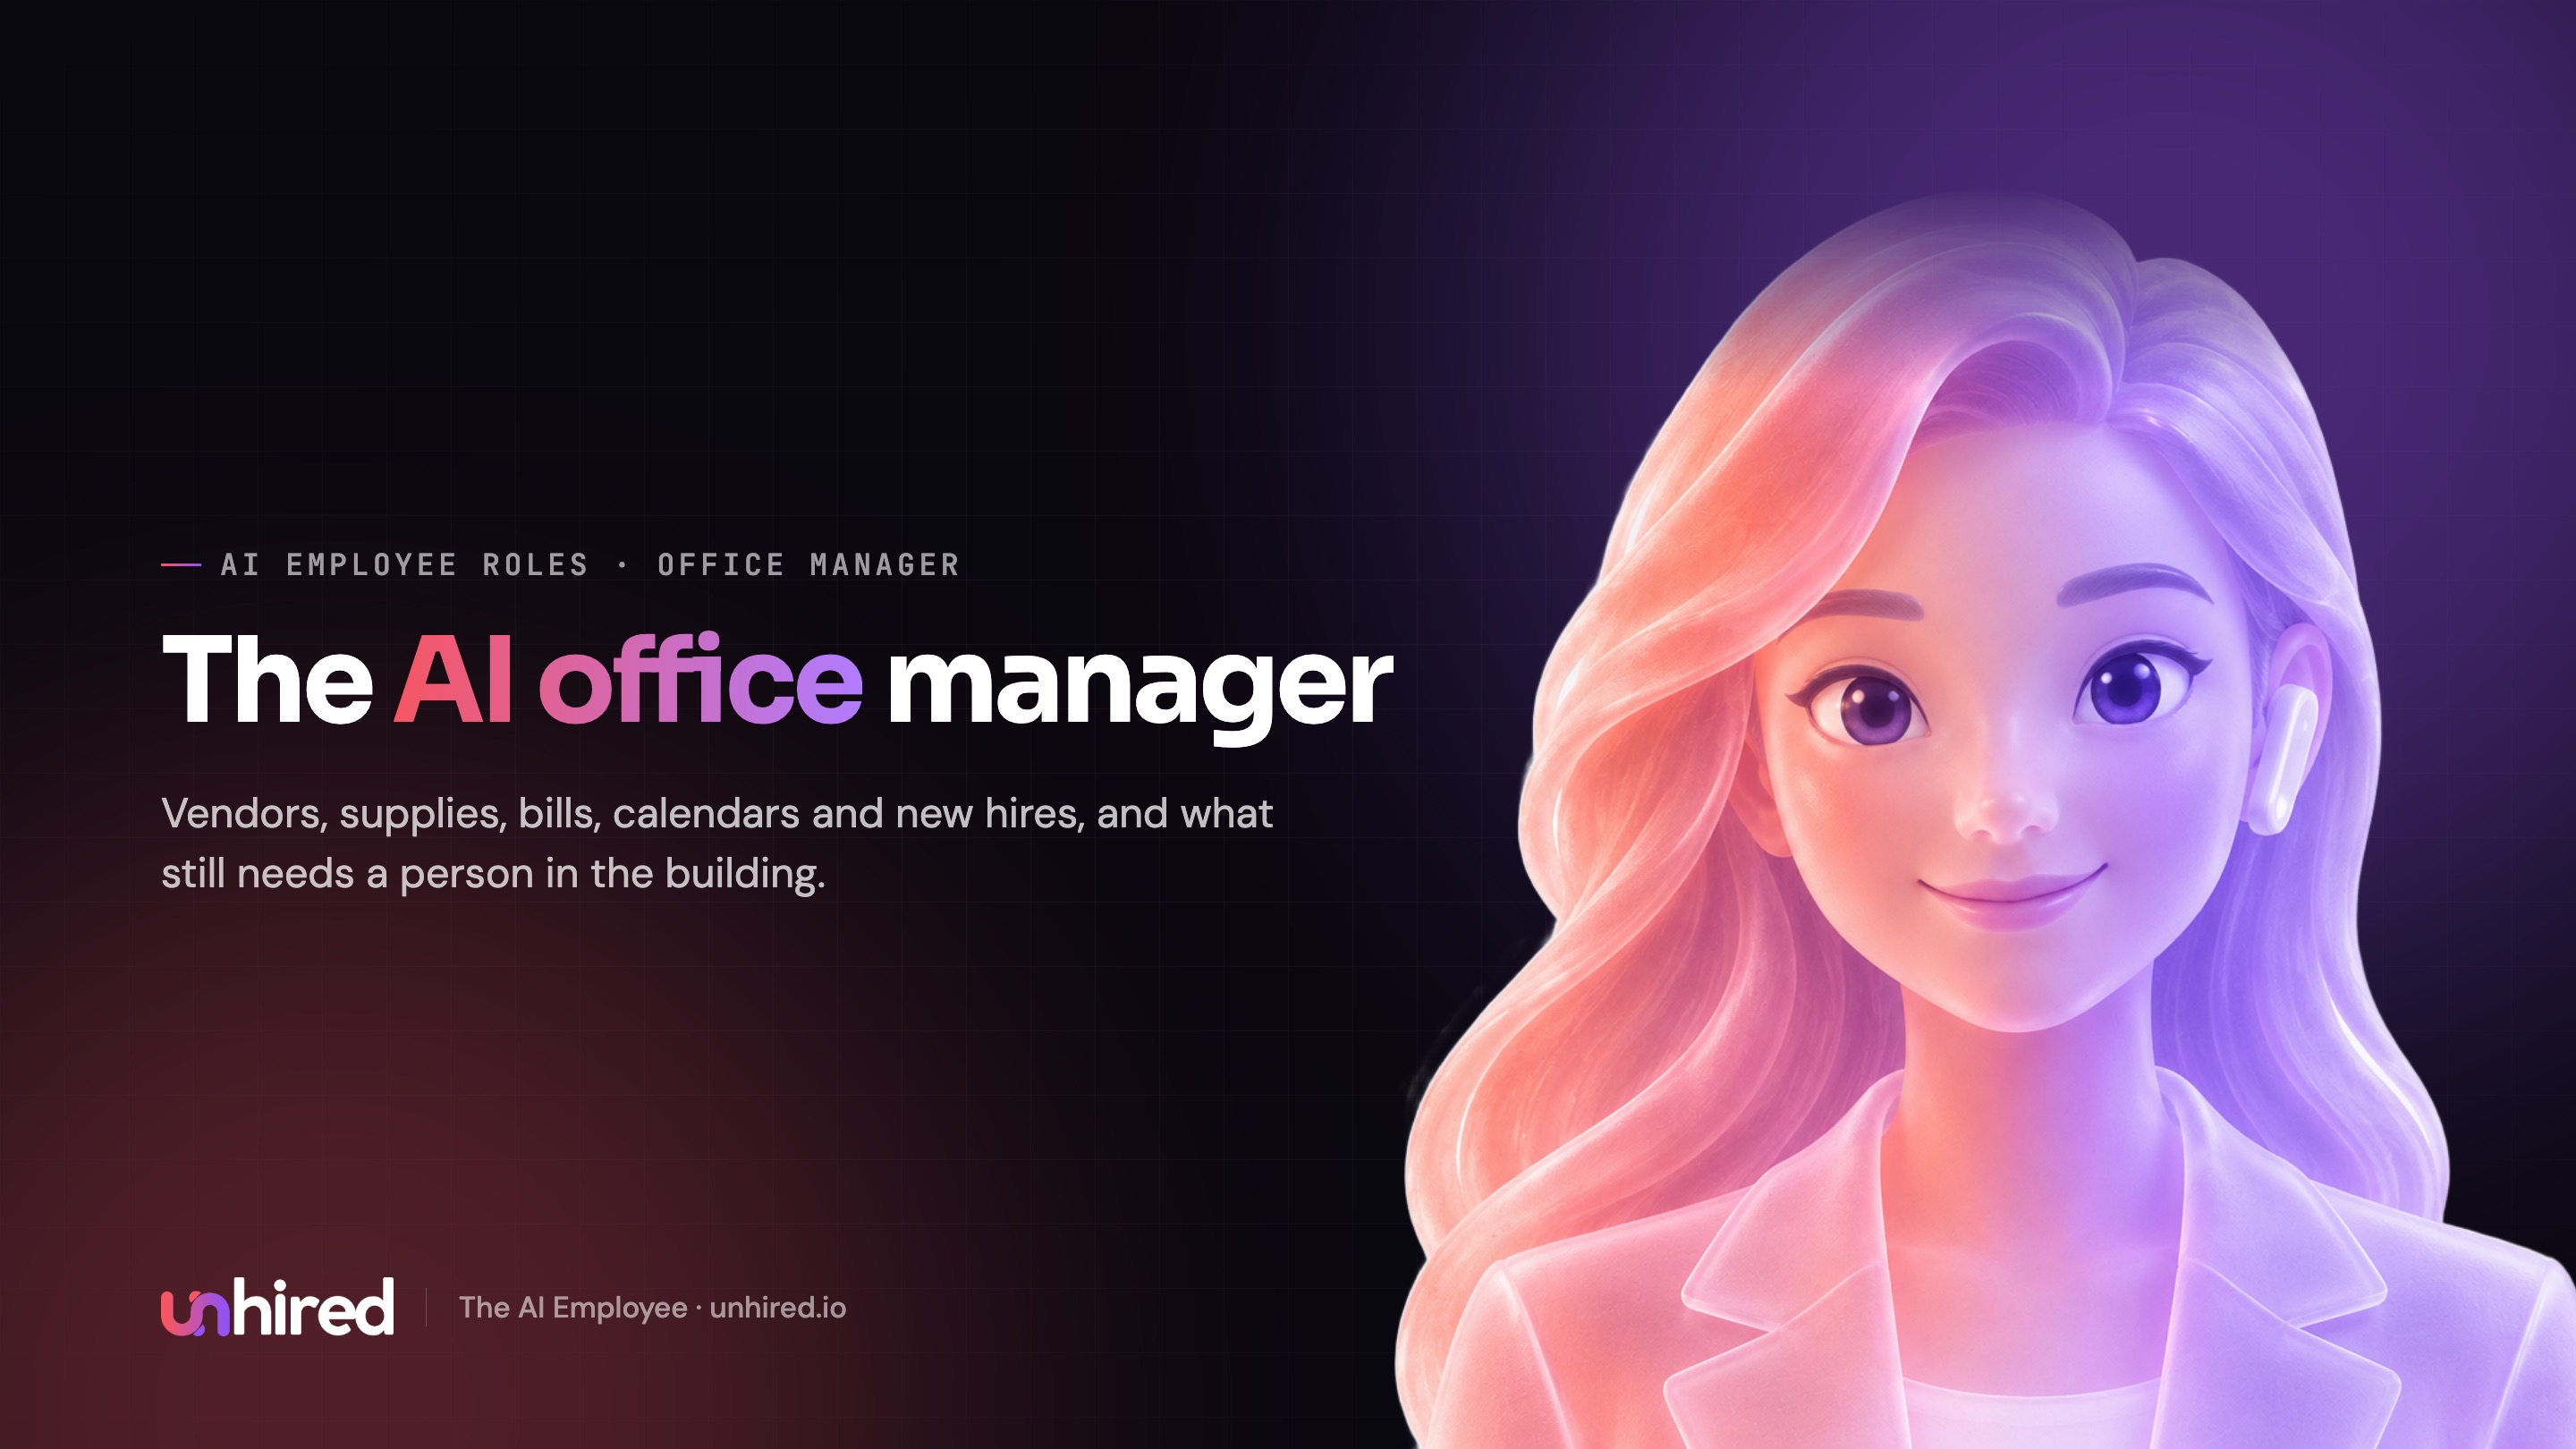 AI EMPLOYEE ROLES · OFFICE MANAGER
The AI office manager
Vendors, supplies, bills, calendars and new hires, and what
still needs a person in the building.
unhired
The AI Employee · unhired.io